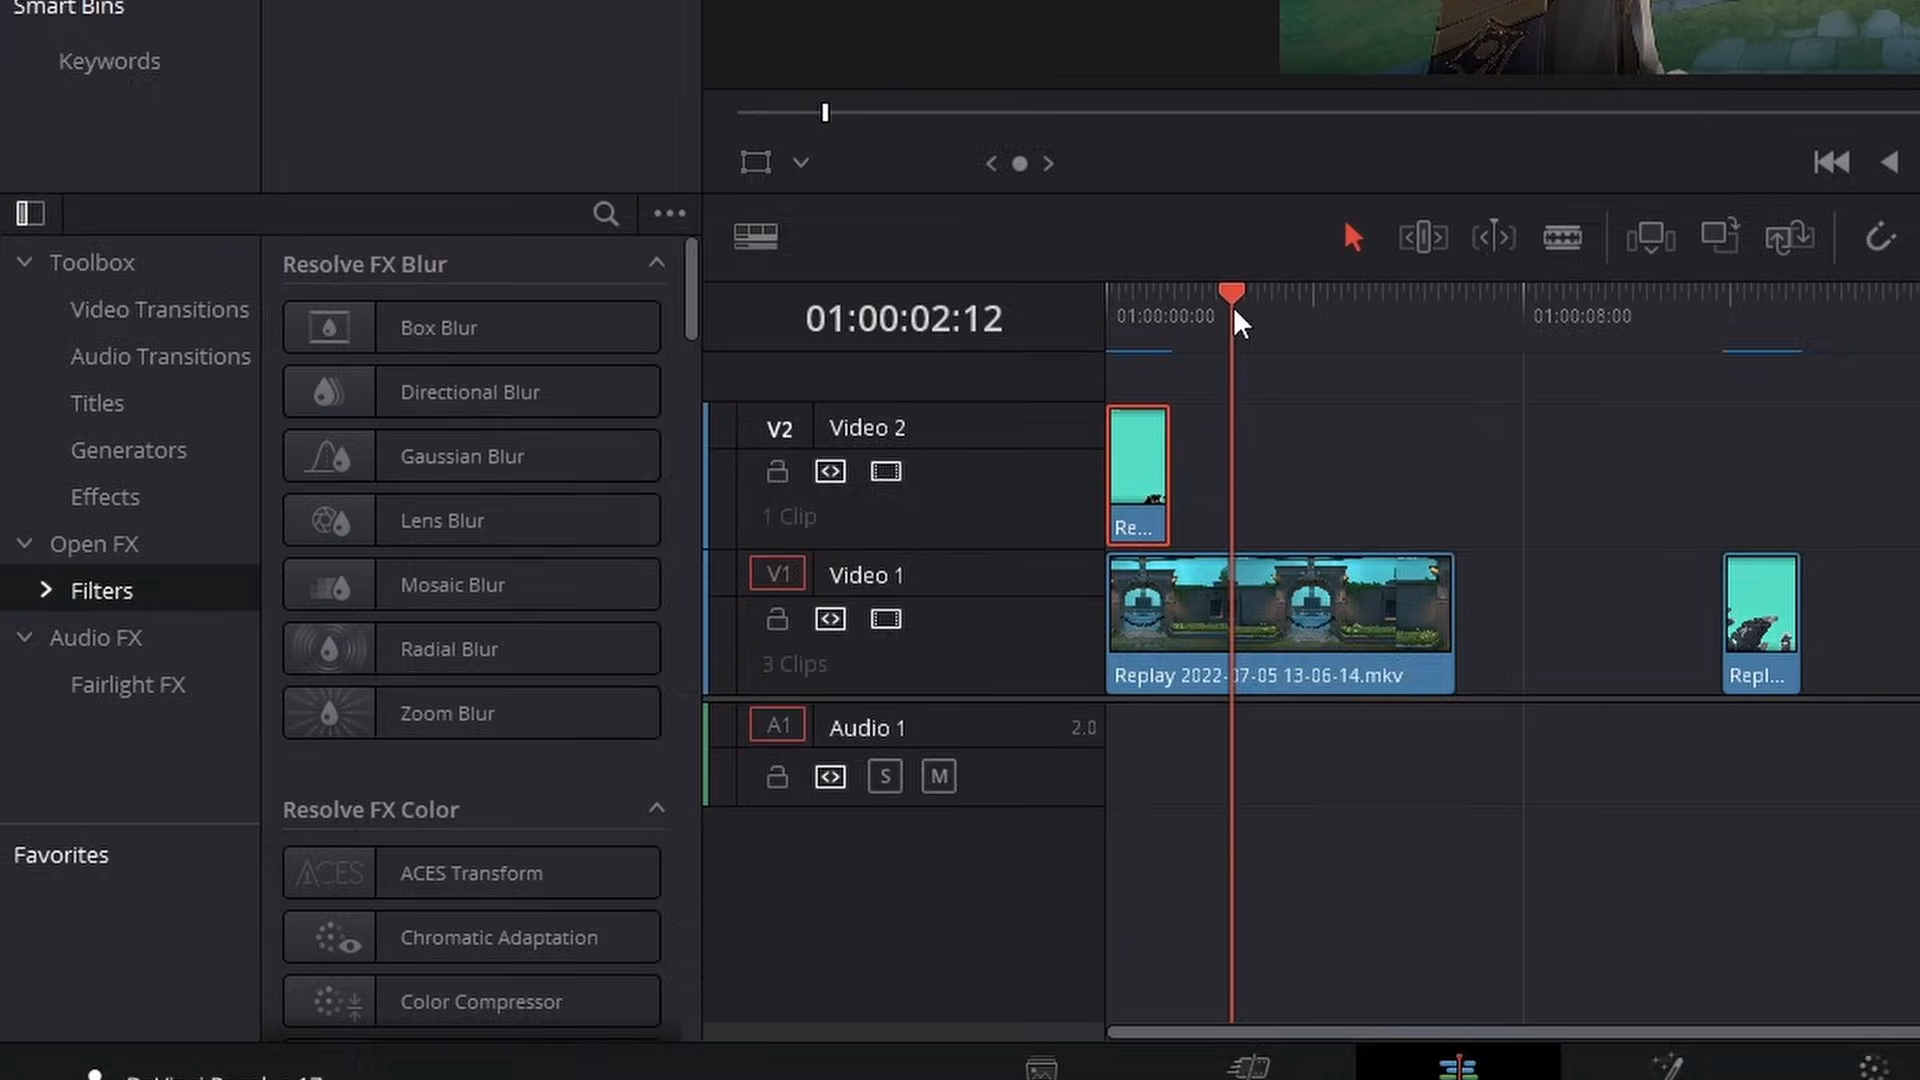 Smart Bins
Keywords
Toolbox
Video Transitions
Audio Transitions
Titles
Generators
Effects
Open FX
Filters
Audio FX
Fairlight FX
Favorites
Resolve FX Blur
Box Blur
Directional Blur
Gaussian Blur
Lens Blur
Mosaic Blur
Radial Blur
Zoom Blur
Resolve FX Color
ACES ACES Transform
Chromatic Adaptation
Color Compressor
01:00:02:12
01:00:00:00 01:00:08:00
V2 Video 2
1 Clip
Re...
V1 Video 1
3 Clips
Replay 2022-07-05 13-06-14.mkv
Repl...
A1 Audio 1 2.0
S M